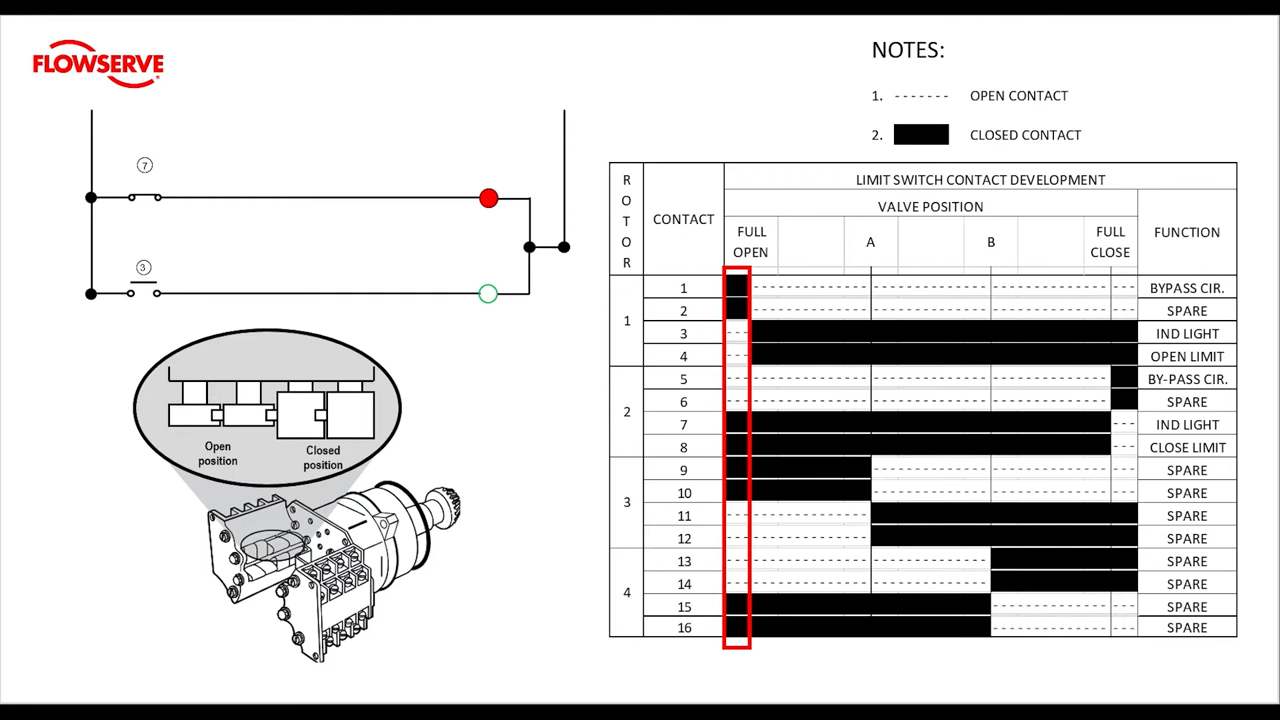 FLOWSERVE
NOTES:
1. - - - - - - - OPEN CONTACT
2. CLOSED CONTACT
7
3
Open
position
Closed
position
ROTOR
CONTACT
LIMIT SWITCH CONTACT DEVELOPMENT
VALVE POSITION
FULL
OPEN
A
B
FULL
CLOSE
FUNCTION
1
1 BYPASS CIR.
2 SPARE
3 IND LIGHT
4 OPEN LIMIT
2
5 BY-PASS CIR.
6 SPARE
7 IND LIGHT
8 CLOSE LIMIT
3
9 SPARE
10 SPARE
11 SPARE
12 SPARE
4
13 SPARE
14 SPARE
15 SPARE
16 SPARE